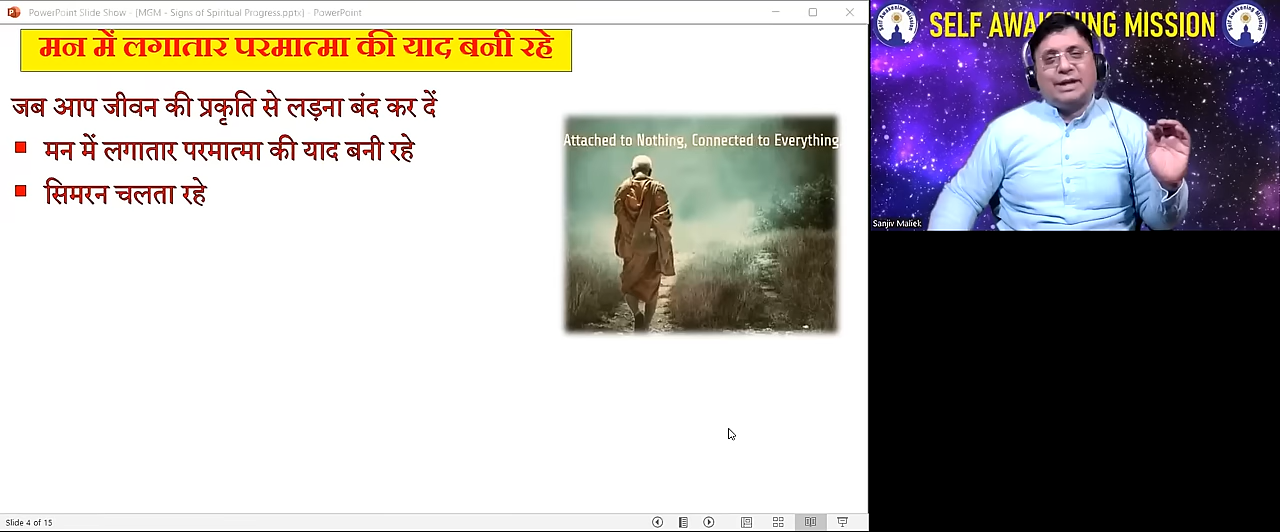 PowerPoint Slide Show - [MGM - Signs of Spiritual Progress.pptx] - PowerPoint
मन में लगातार परमात्मा की याद बनी रहे
जब आप जीवन की प्रकृति से लड़ना बंद कर दें
मन में लगातार परमात्मा की याद बनी रहे
सिमरन चलता रहे
Attached to Nothing, Connected to Everything.
Slide 4 of 15
SELF AWAKENING MISSION
Sanjiv Maliek